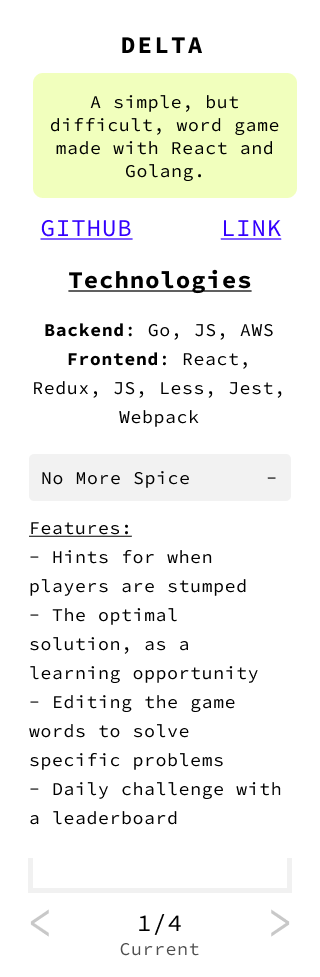 DELTA
A simple, but
difficult, word game
made with React and
Golang.
GITHUB LINK
Technologies
Backend: Go, JS, AWS
Frontend: React,
Redux, JS, Less, Jest,
Webpack
No More Spice -
Features:
- Hints for when
players are stumped
- The optimal
solution, as a
learning opportunity
- Editing the game
words to solve
specific problems
- Daily challenge with
a leaderboard
< 1/4 >
Current